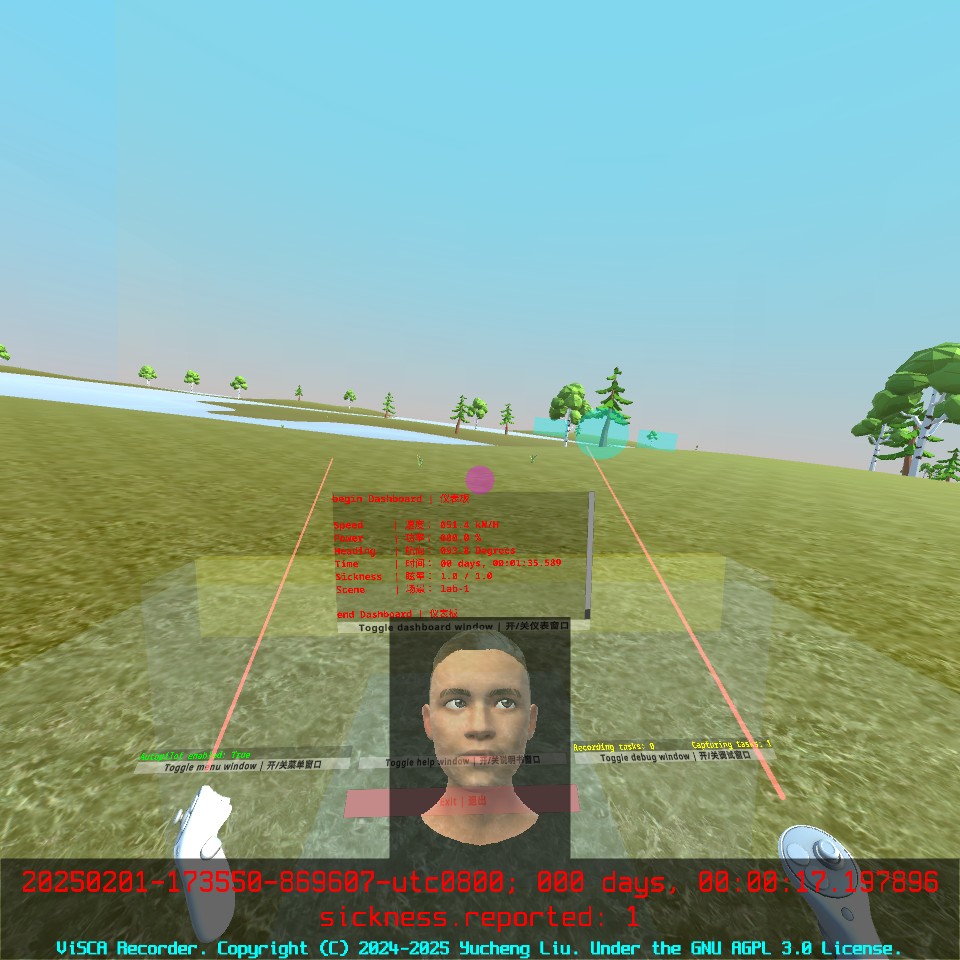 begin Dashboard | 仪表板
Speed | 速度: 851.4 kM/H
Power | 功率:
Heading | 航向: Degrees
Time | 时间: 00 days, 00:01:35.589
Sickness | 眩晕: 1.0 / 1.0
Scene | 场景: lab-1
end Dashboard | 仪表板
Toggle dashboard window | 开/关仪表窗口
Autopilot enabled: True
Recording tasks: 0 Capturing tasks: 1
Toggle menu window | 开/关菜单窗口
Toggle help window | 开/关说明书窗口
Toggle debug window | 开/关调试窗口
Exit | 退出
20250201-173550-869607-utc0800; 000 days, 00:00:17.197896
sickness.reported: 1
ViSCA Recorder. Copyright (C) 2024-2025 Yucheng Liu. Under the GNU AGPL 3.0 License.